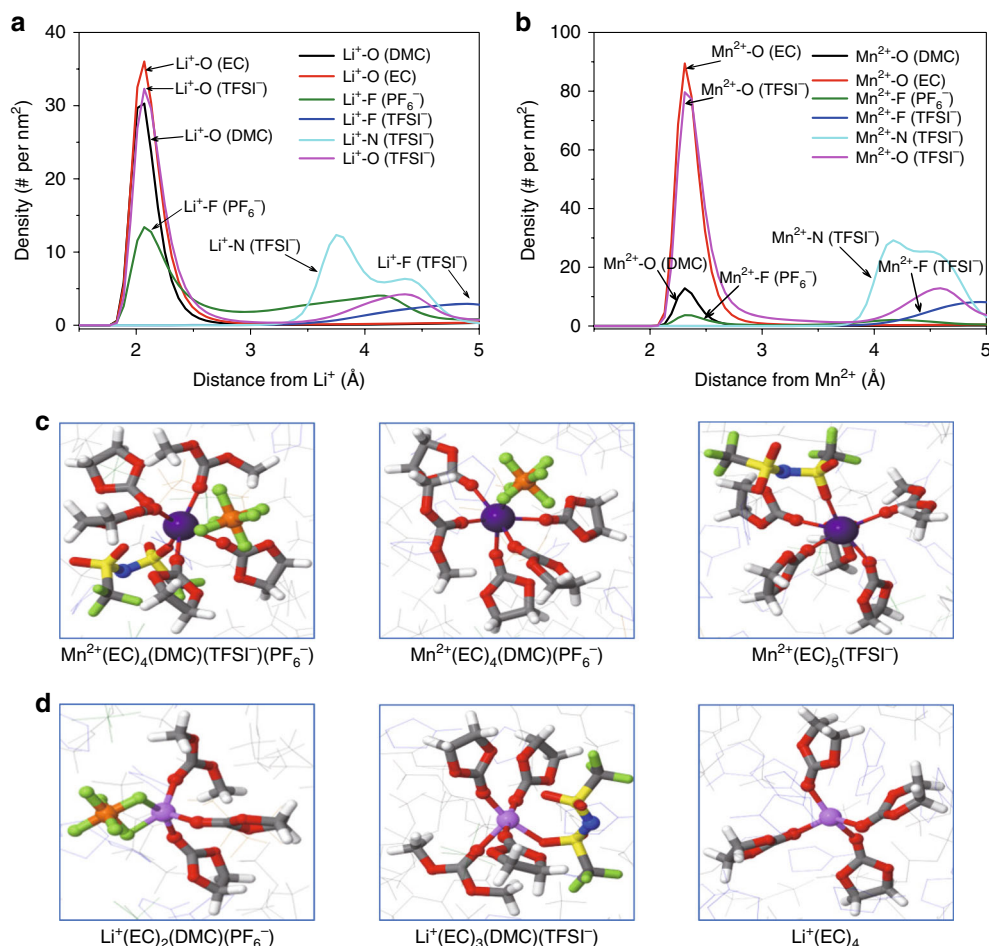 a
40
30
20
10
0
Density (# per nm²)
2
3
4
5
Distance from Li⁺ (Å)
Li⁺-O (EC)
Li⁺-O (TFSI⁻)
Li⁺-O (DMC)
Li⁺-F (PF₆⁻)
Li⁺-N (TFSI⁻)
Li⁺-F (TFSI⁻)
Li⁺-O (DMC)
Li⁺-O (EC)
Li⁺-F (PF₆⁻)
Li⁺-F (TFSI⁻)
Li⁺-N (TFSI⁻)
Li⁺-O (TFSI⁻)
b
100
80
60
40
20
0
Density (# per nm²)
2
3
4
5
Distance from Mn²⁺ (Å)
Mn²⁺-O (EC)
Mn²⁺-O (TFSI⁻)
Mn²⁺-O (DMC)
Mn²⁺-F (PF₆⁻)
Mn²⁺-N (TFSI⁻)
Mn²⁺-F (TFSI⁻)
Mn²⁺-O (DMC)
Mn²⁺-O (EC)
Mn²⁺-F (PF₆⁻)
Mn²⁺-F (TFSI⁻)
Mn²⁺-N (TFSI⁻)
Mn²⁺-O (TFSI⁻)
c
Mn²⁺(EC)₄(DMC)(TFSI⁻)(PF₆⁻)
Mn²⁺(EC)₄(DMC)(PF₆⁻)
Mn²⁺(EC)₅(TFSI⁻)
d
Li⁺(EC)₂(DMC)(PF₆⁻)
Li⁺(EC)₃(DMC)(TFSI⁻)
Li⁺(EC)₄